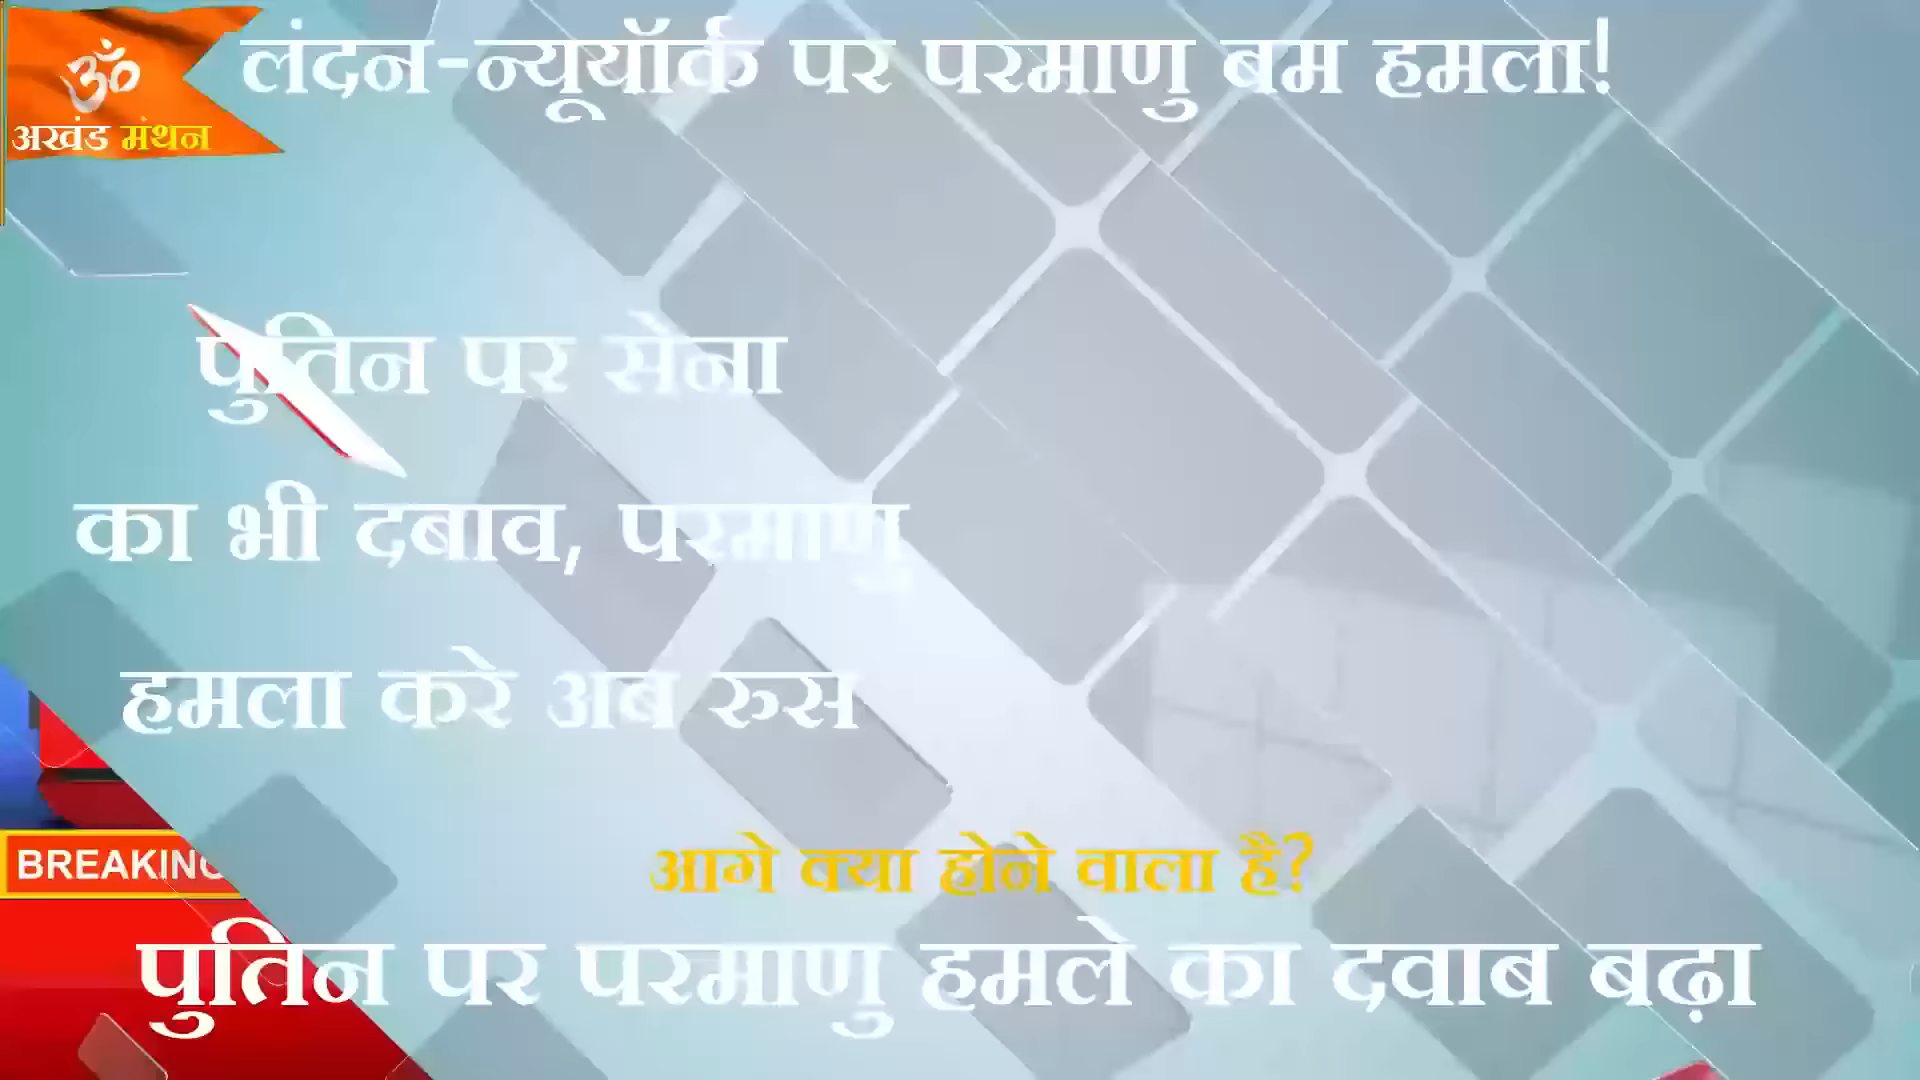 लंदन-न्यूयॉर्क पर परमाणु बम हमला!
ॐ
अखंड मंथन
पुतिन पर सेना
का भी दबाव, परमाणु
हमला करे अब रुस
BREAKING
आगे क्या होने वाला है?
पुतिन पर परमाणु हमले का दवाब बढ़ा